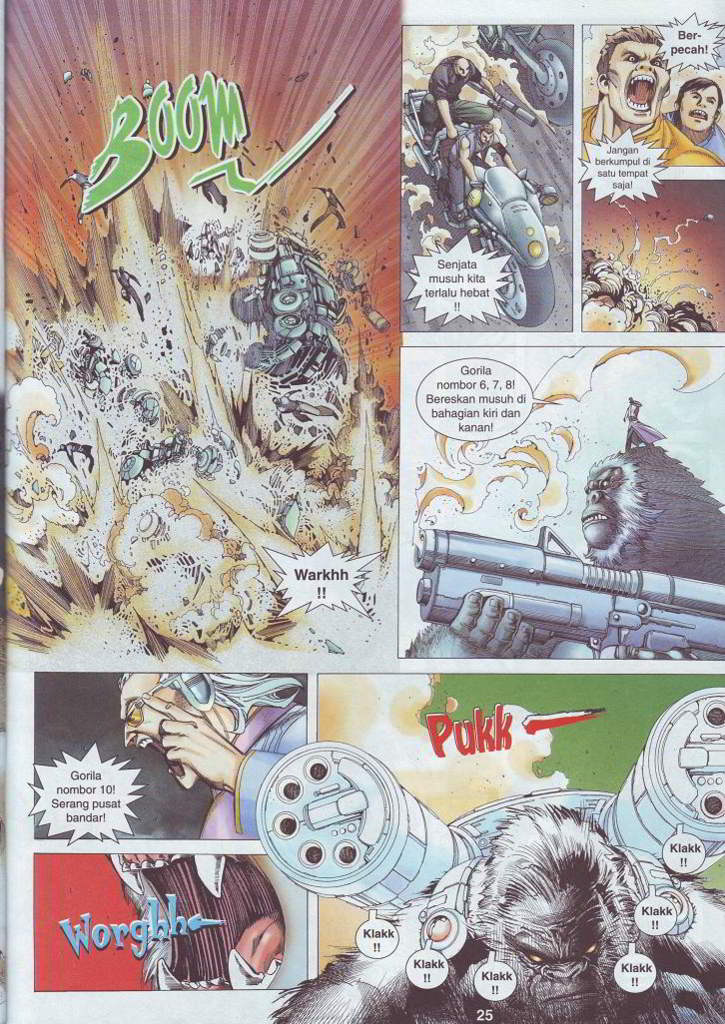 BOOM
Warkhh
!!
Senjata
musuh kita
terlalu hebat
!!
Ber-
pecah!
Jangan
berkumpul di
satu tempat
saja!
Gorila
nombor 6, 7, 8!
Bereskan musuh di
bahagian kiri dan
kanan!
Gorila
nombor 10!
Serang pusat
bandar!
Worghh
Pukk
Klakk
!!
Klakk
!!
Klakk
!!
Klakk
!!
Klakk
!!
Klakk
!!
25